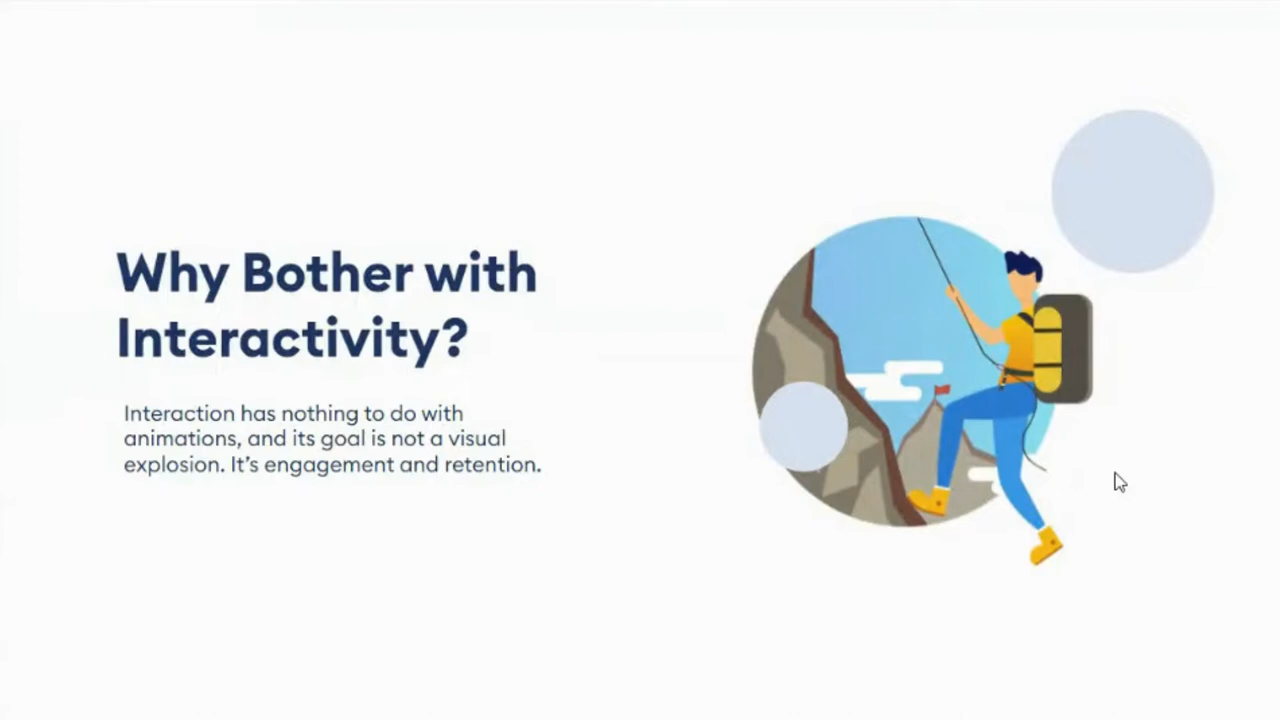 Why Bother with
Interactivity?
Interaction has nothing to do with
animations, and its goal is not a visual
explosion. It’s engagement and retention.